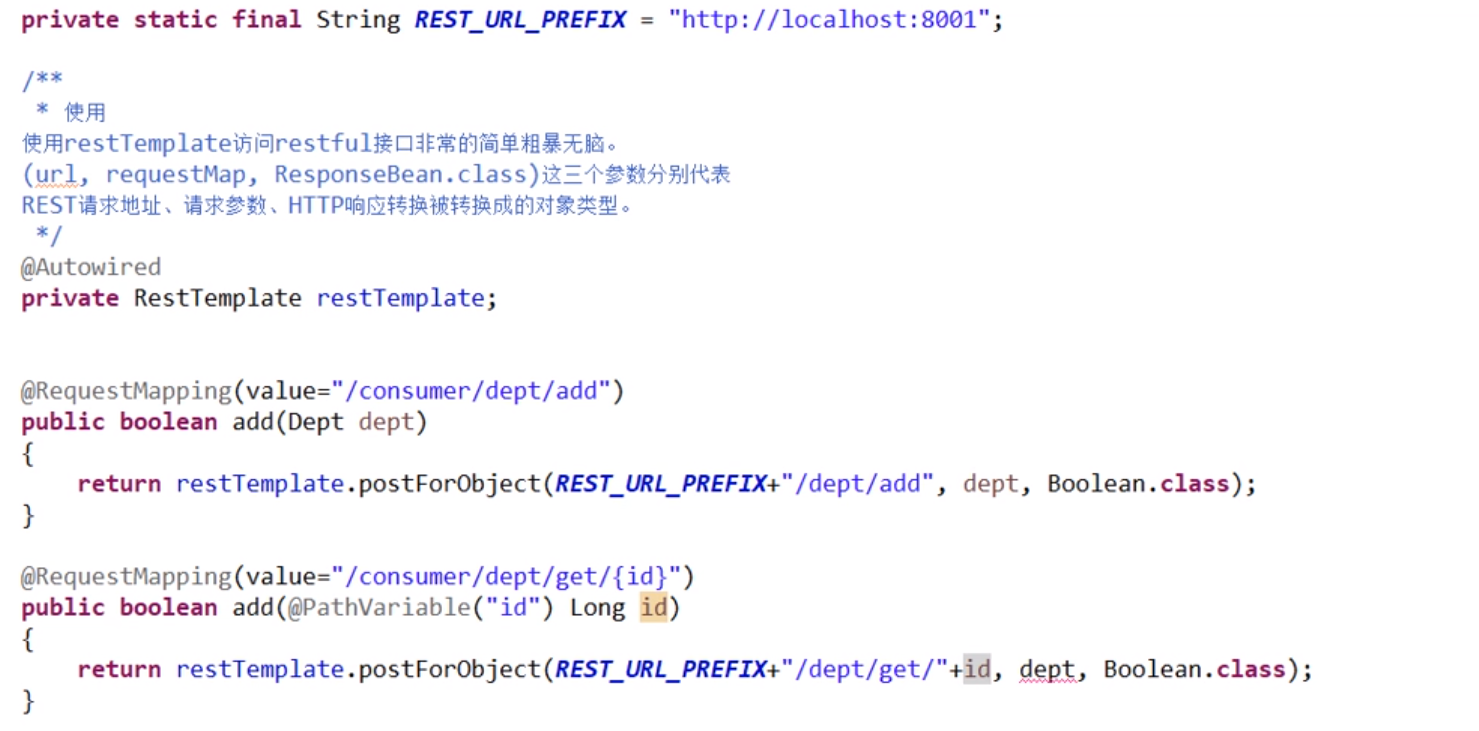 private static final String REST_URL_PREFIX = "http://localhost:8001";
/**
 * 使用
使用restTemplate访问restful接口非常的简单粗暴无脑。
(url, requestMap, ResponseBean.class)这三个参数分别代表
REST请求地址、请求参数、HTTP响应转换被转换成的对象类型。
 */
@Autowired
private RestTemplate restTemplate;
@RequestMapping(value="/consumer/dept/add")
public boolean add(Dept dept)
{
    return restTemplate.postForObject(REST_URL_PREFIX+"/dept/add", dept, Boolean.class);
}
@RequestMapping(value="/consumer/dept/get/{id}")
public boolean add(@PathVariable("id") Long id)
{
    return restTemplate.postForObject(REST_URL_PREFIX+"/dept/get/"+id, dept, Boolean.class);
}